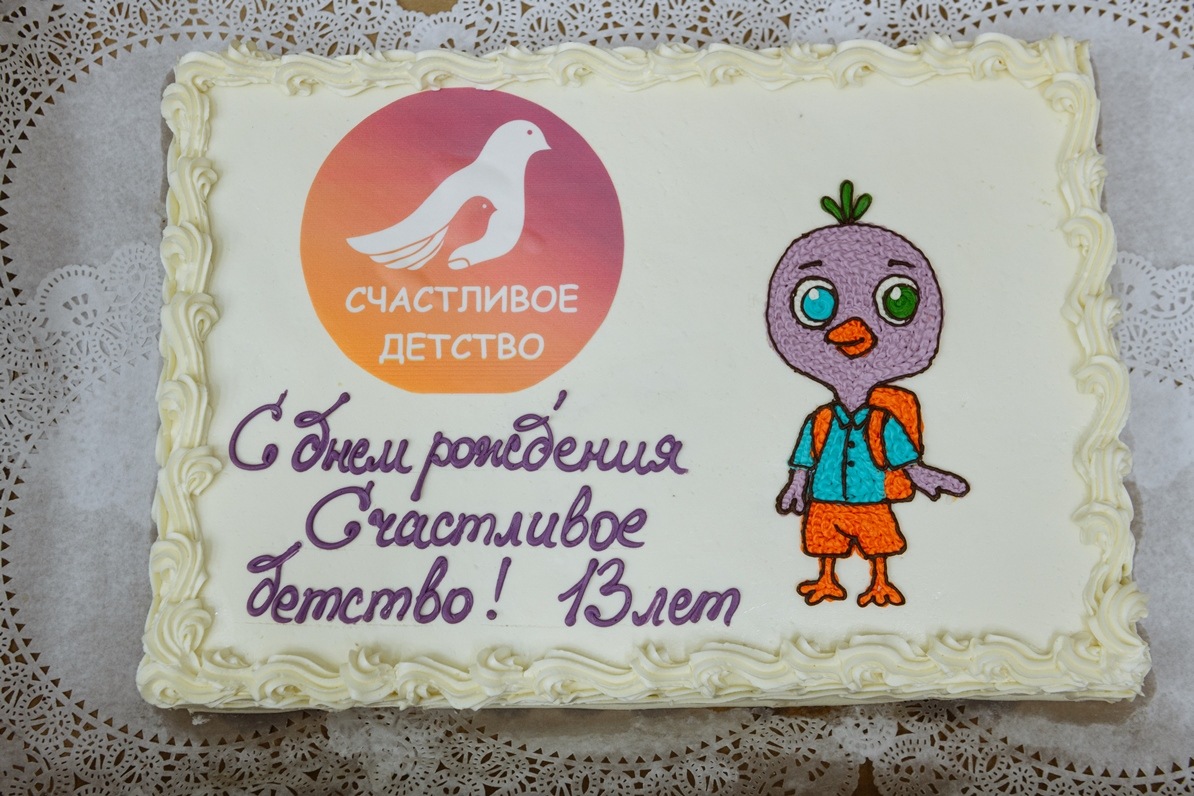 СЧАСТЛИВОЕ
ДЕТСТВО
С днем рождения
Счастливое
детство! 13 лет